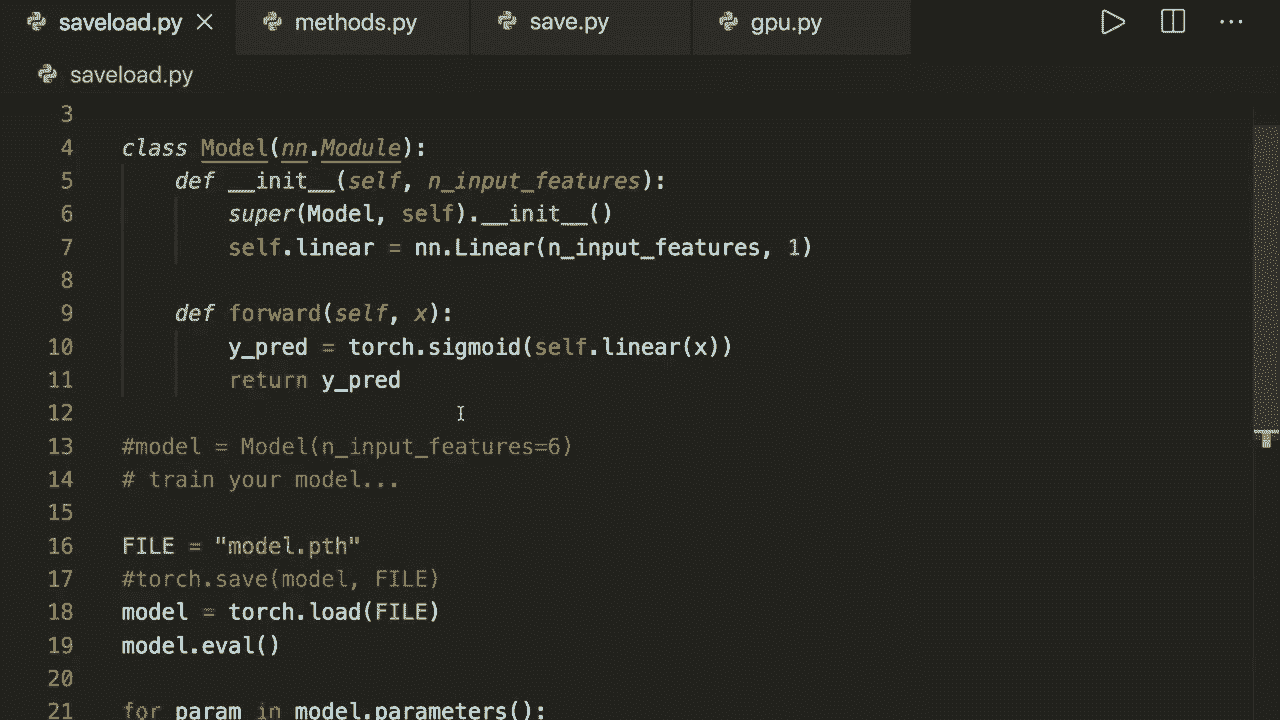 saveload.py methods.py save.py gpu.py
saveload.py
3
4 class Model(nn.Module):
5 def __init__(self, n_input_features):
6 super(Model, self).__init__()
7 self.linear = nn.Linear(n_input_features, 1)
8
9 def forward(self, x):
10 y_pred = torch.sigmoid(self.linear(x))
11 return y_pred
12
13 #model = Model(n_input_features=6)
14 # train your model...
15
16 FILE = "model.pth"
17 #torch.save(model, FILE)
18 model = torch.load(FILE)
19 model.eval()
20
21 for param in model.parameters():